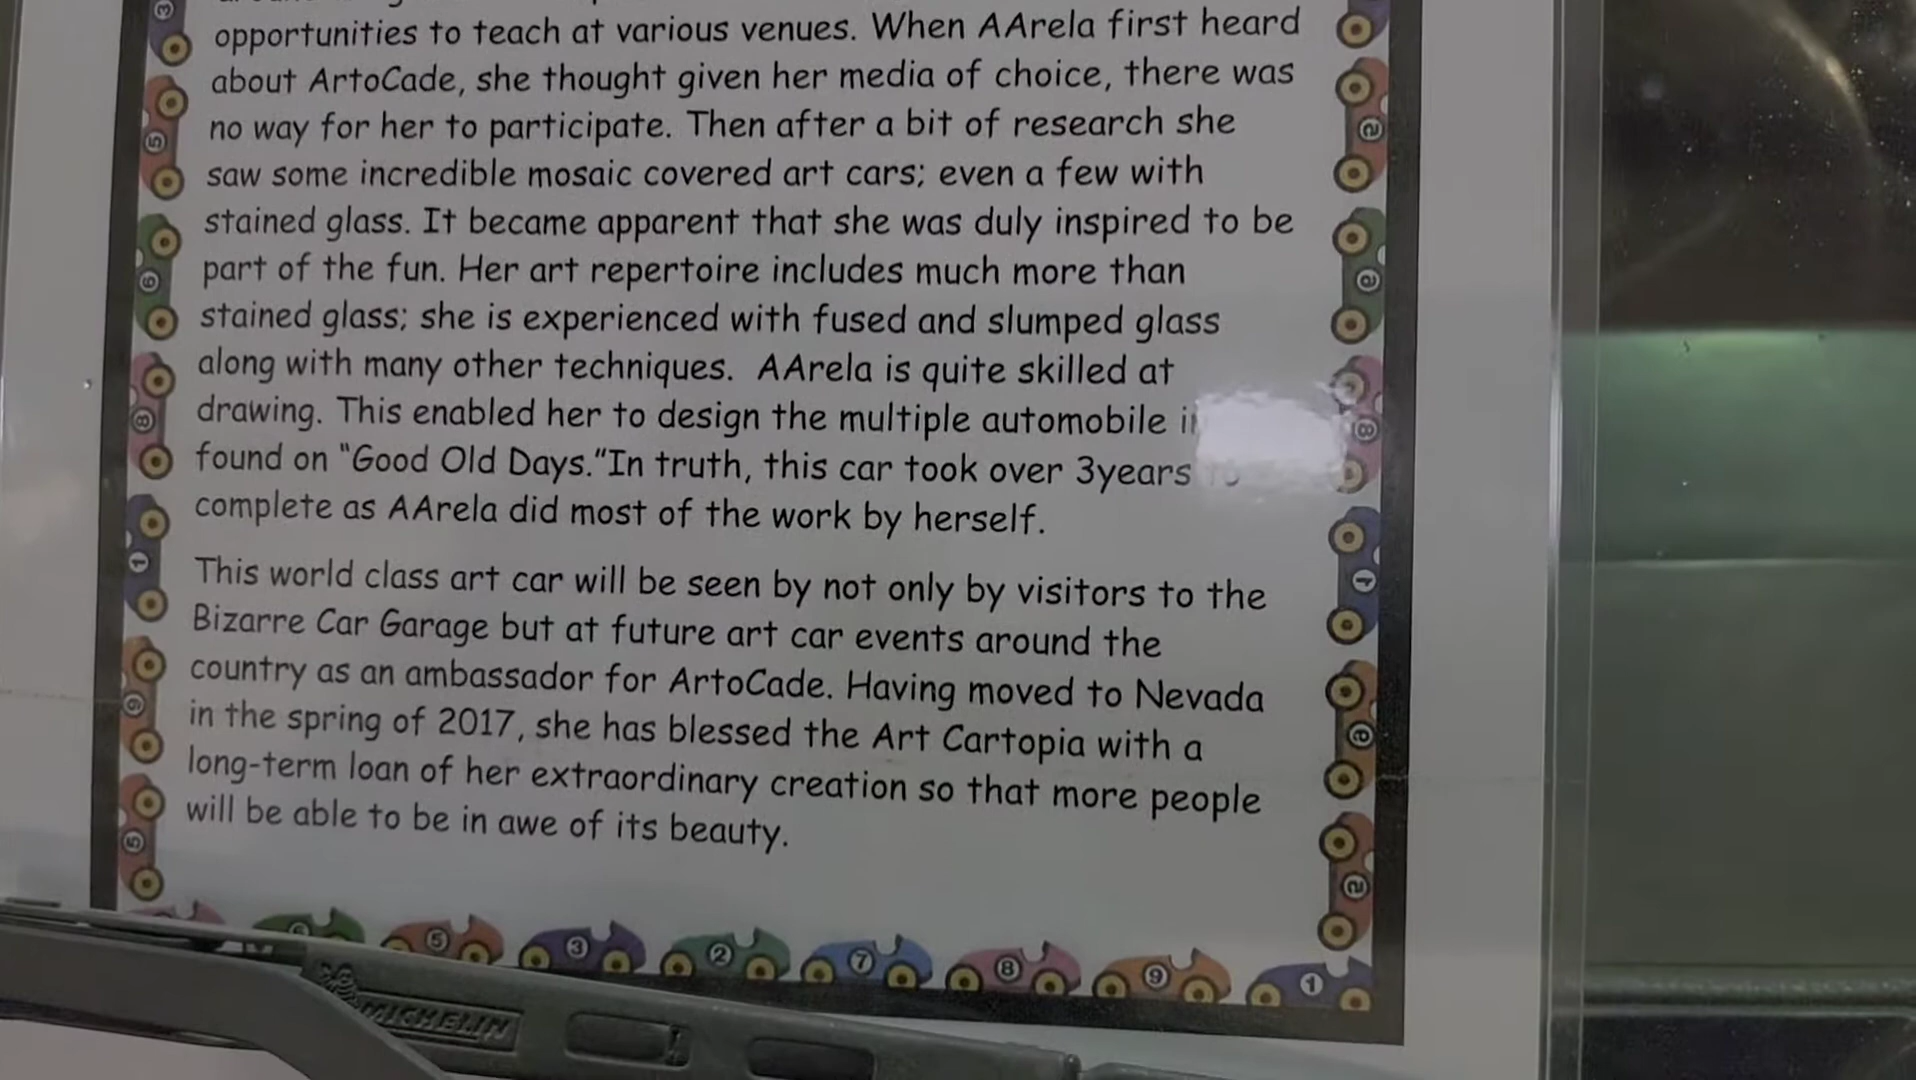 opportunities to teach at various venues. When AArela first heard
about ArtoCade, she thought given her media of choice, there was
no way for her to participate. Then after a bit of research she
saw some incredible mosaic covered art cars; even a few with
stained glass. It became apparent that she was duly inspired to be
part of the fun. Her art repertoire includes much more than
stained glass; she is experienced with fused and slumped glass
along with many other techniques. AArela is quite skilled at
drawing. This enabled her to design the multiple automobile
found on "Good Old Days."In truth, this car took over 3years to
complete as AArela did most of the work by herself.
This world class art car will be seen by not only by visitors to the
Bizarre Car Garage but at future art car events around the
country as an ambassador for ArtoCade. Having moved to Nevada
in the spring of 2017, she has blessed the Art Cartopia with a
long-term loan of her extraordinary creation so that more people
will be able to be in awe of its beauty.
5 3 2 7 8 9 1
MICHELIN